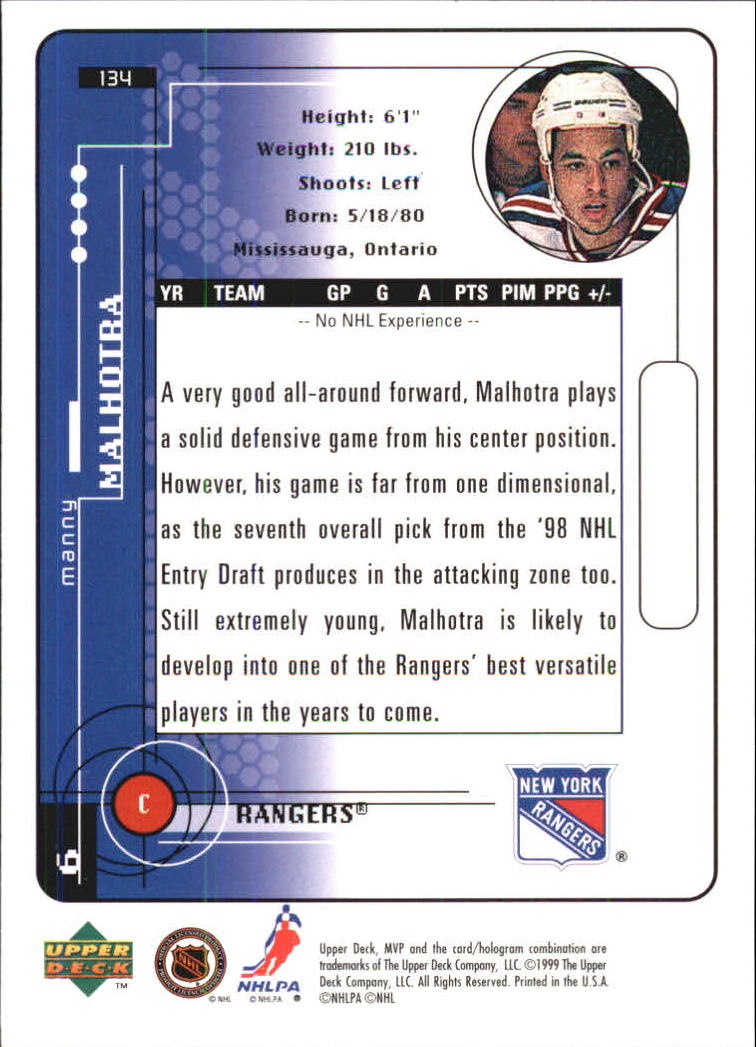 134
Height: 6'1"
Weight: 210 lbs.
Shoots: Left
Born: 5/18/80
Mississauga, Ontario
BAUER
manny MALHOTRA
YR TEAM GP G A PTS PIM PPG +/-
-- No NHL Experience --
A very good all-around forward, Malhotra plays
a solid defensive game from his center position.
However, his game is far from one dimensional,
as the seventh overall pick from the '98 NHL
Entry Draft produces in the attacking zone too.
Still extremely young, Malhotra is likely to
develop into one of the Rangers' best versatile
players in the years to come.
C
RANGERS®
6
NEW YORK
RANGERS
®
UPPER
DECK
TM
NHL
© NHL
NHLPA
© NHLPA ®
Upper Deck, MVP and the card/hologram combination are
trademarks of The Upper Deck Company, LLC. ©1999 The Upper
Deck Company, LLC. All Rights Reserved. Printed in the U.S.A.
©NHLPA ©NHL